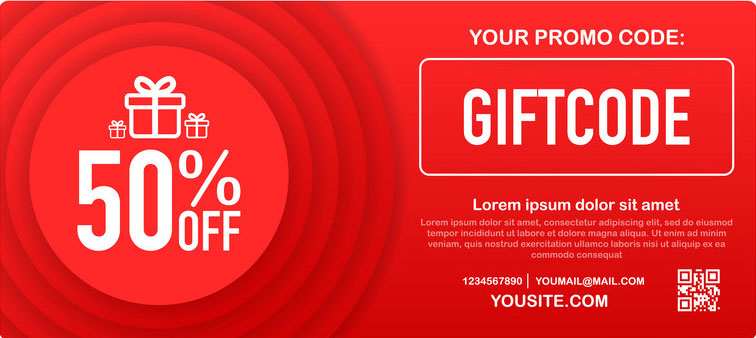 50% OFF
YOUR PROMO CODE:
GIFTCODE
Lorem ipsum dolor sit amet
Lorem ipsum dolor sit amet, consectetur adipiscing elit, sed do eiusmod
tempor incididunt ut labore et dolore magna aliqua. Ut enim ad minim
veniam, quis nostrud exercitation ullamco laboris nisi ut aliquip ex ea
commodo consequat
1234567890 | YOUMAIL@MAIL.COM
YOUSITE.COM